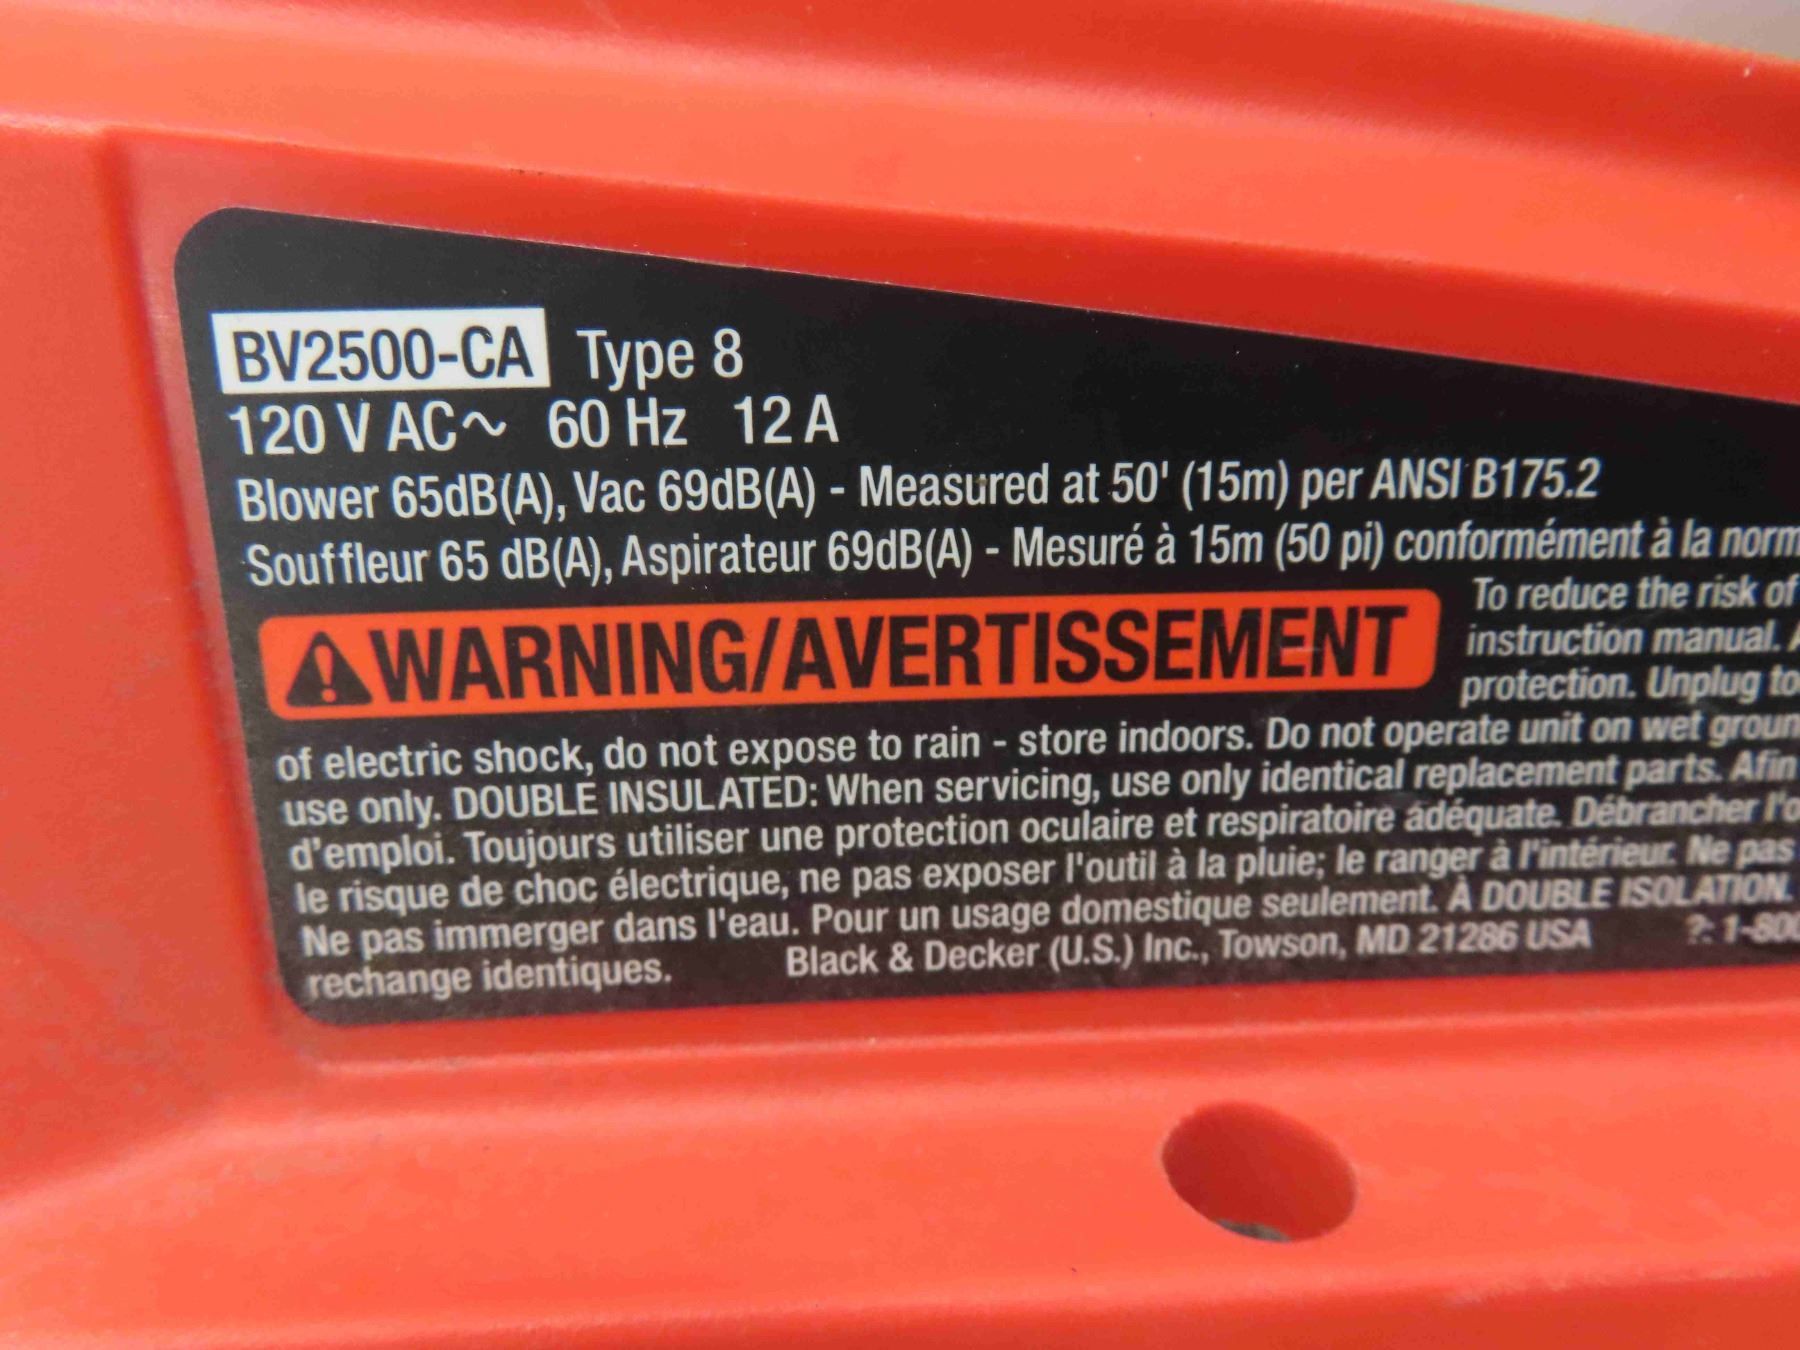 BV2500-CA Type 8
120 V AC～ 60 Hz 12 A
Blower 65dB(A), Vac 69dB(A) - Measured at 50' (15m) per ANSI B175.2
Souffleur 65 dB(A), Aspirateur 69dB(A) - Mesuré à 15m (50 pi) conformément à la norm
WARNING/AVERTISSEMENT
To reduce the risk of
instruction manual. A
protection. Unplug to
of electric shock, do not expose to rain - store indoors. Do not operate unit on wet groun
use only. DOUBLE INSULATED: When servicing, use only identical replacement parts. Afin
d'emploi. Toujours utiliser une protection oculaire et respiratoire adéquate. Débrancher l'o
le risque de choc électrique, ne pas exposer l'outil à la pluie; le ranger à l'intérieur. Ne pas
Ne pas immerger dans l'eau. Pour un usage domestique seulement. À DOUBLE ISOLATION.
rechange identiques. Black & Decker (U.S.) Inc., Towson, MD 21286 USA ?: 1-800